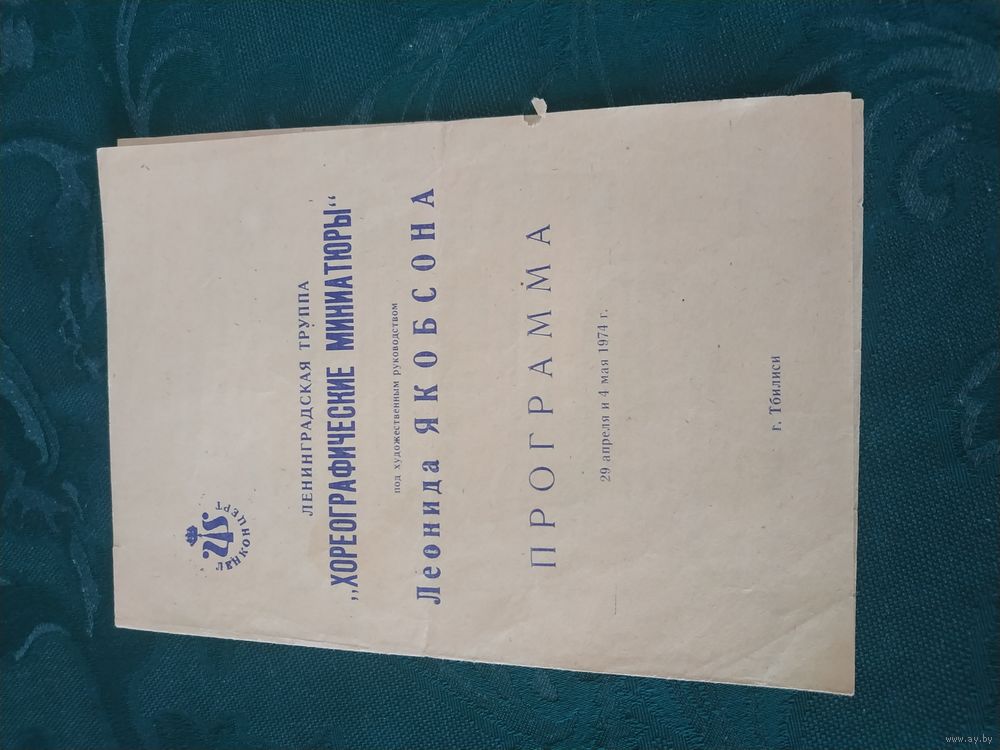 ЛЕНКОНЦЕРТ
ЛЕНИНГРАДСКАЯ ТРУППА
„ХОРЕОГРАФИЧЕСКИЕ МИНИАТЮРЫ“
под художественным руководством
Леонида ЯКОБСОНА
ПРОГРАММА
29 апреля и 4 мая 1974 г.
г. Тбилиси
www.ay.by